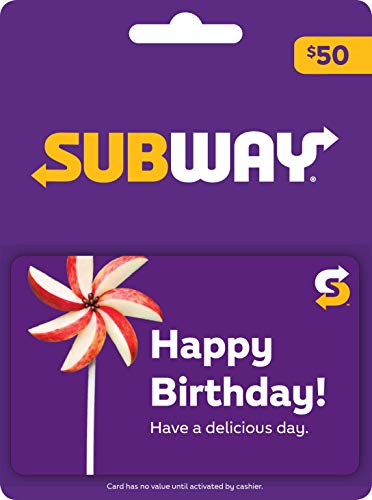 $50
SUBWAY®
S
Happy
Birthday!
Have a delicious day.
Card has no value until activated by cashier.